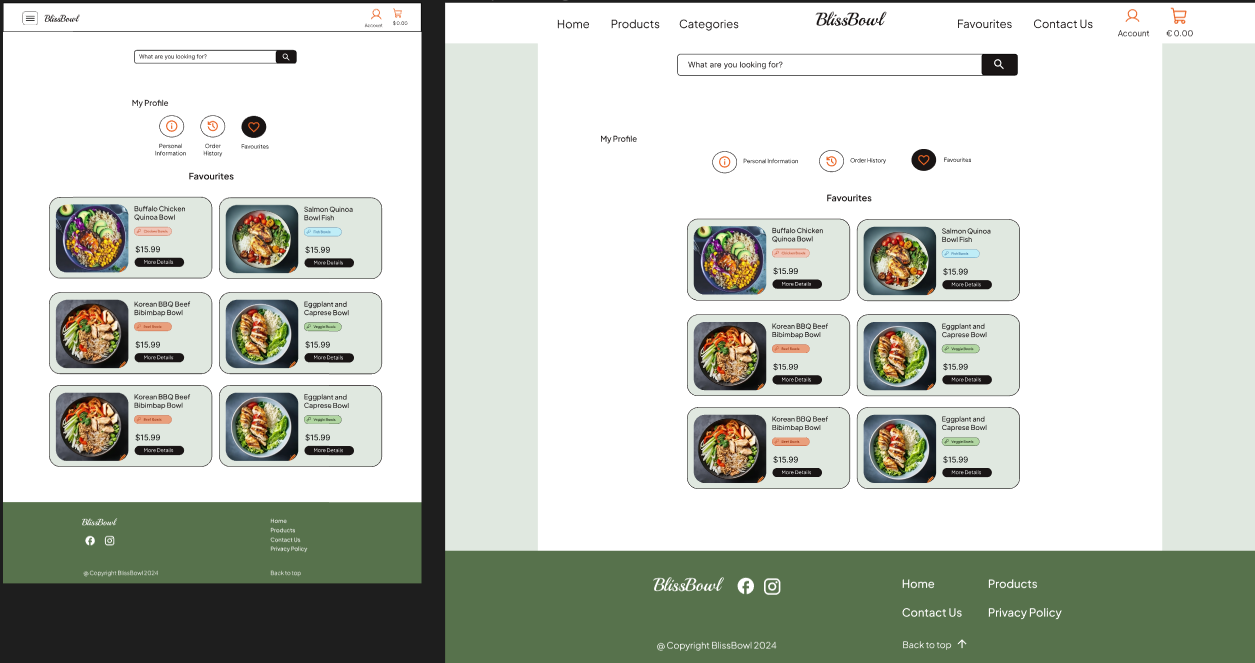 BlissBowl
Account
$ 0.00
What are you looking for?
My Profile
Personal
Information
Order
History
Favourites
Favourites
Buffalo Chicken
Quinoa Bowl
Chicken Bowls
$15.99
More Details
Salmon Quinoa
Bowl Fish
Fish Bowls
$15.99
More Details
Korean BBQ Beef
Bibimbap Bowl
Beef Bowls
$15.99
More Details
Eggplant and
Caprese Bowl
Veggie Bowls
$15.99
More Details
Korean BBQ Beef
Bibimbap Bowl
Beef Bowls
$15.99
More Details
Eggplant and
Caprese Bowl
Veggie Bowls
$15.99
More Details
BlissBowl
Home
Products
Contact Us
Privacy Policy
@ Copyright BlissBowl 2024
Back to top
Home Products Categories BlissBowl Favourites Contact Us
Account
€ 0.00
What are you looking for?
My Profile
Personal Information
Order History
Favourites
Favourites
Buffalo Chicken
Quinoa Bowl
Chicken Bowls
$15.99
More Details
Salmon Quinoa
Bowl Fish
Fish Bowls
$15.99
More Details
Korean BBQ Beef
Bibimbap Bowl
Beef Bowls
$15.99
More Details
Eggplant and
Caprese Bowl
Veggie Bowls
$15.99
More Details
Korean BBQ Beef
Bibimbap Bowl
Beef Bowls
$15.99
More Details
Eggplant and
Caprese Bowl
Veggie Bowls
$15.99
More Details
BlissBowl
Home Products
Contact Us Privacy Policy
@ Copyright BlissBowl 2024
Back to top